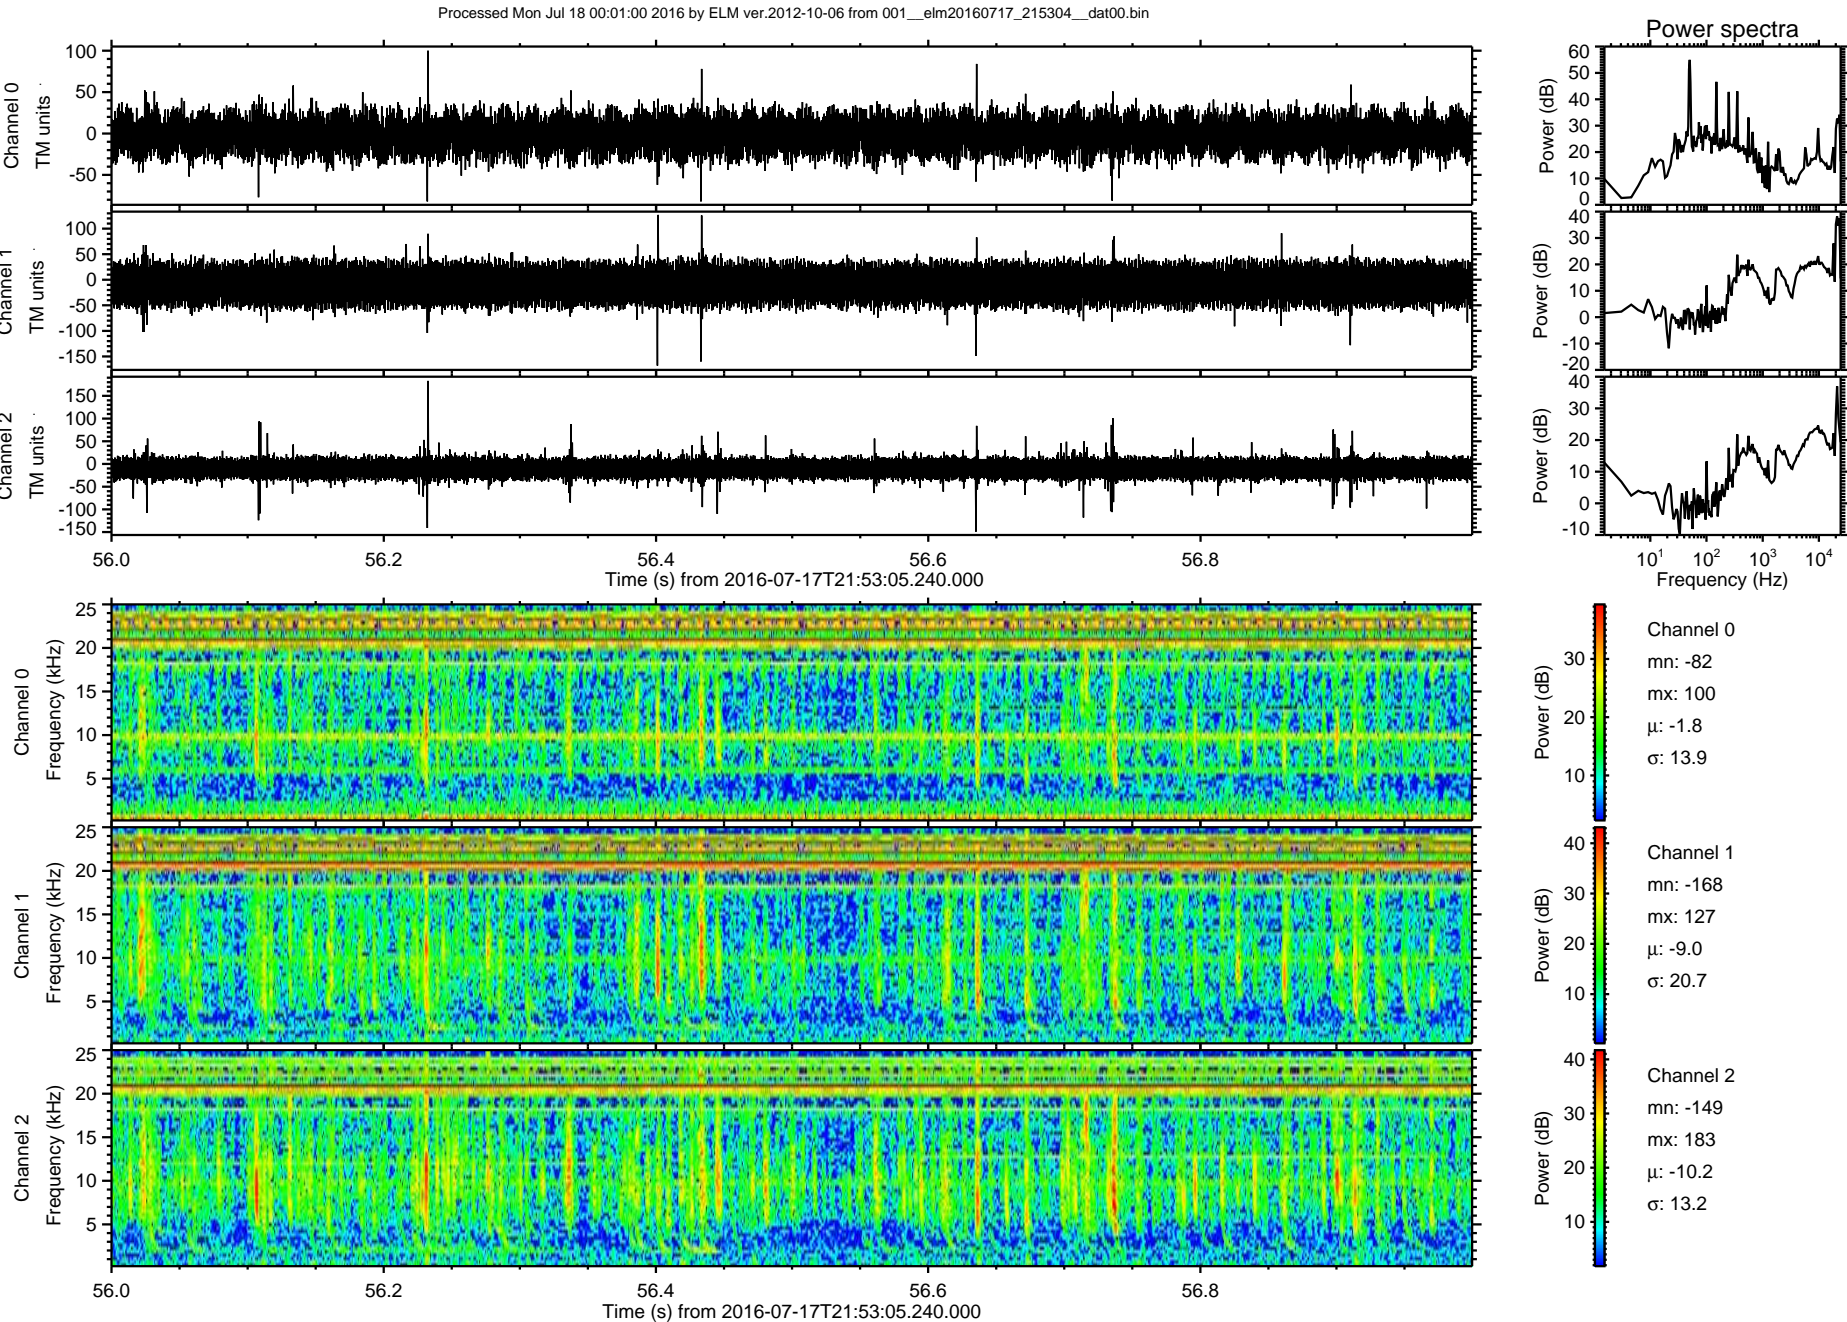 Processed Mon Jul 18 00:01:00 2016 by ELM ver.2012-10-06 from 001__elm20160717_215304__dat00.bin
Power spectra
Channel 0
TM units
100
50
0
-50
Power (dB)
60
50
40
30
20
10
0
Channel 1
TM units
100
50
0
-50
-100
-150
Power (dB)
40
30
20
10
0
-10
-20
Channel 2
TM units
150
100
50
0
-50
-100
-150
Power (dB)
40
30
20
10
0
-10
56.0 56.2 56.4 56.6 56.8
Time (s) from 2016-07-17T21:53:05.240.000
10^1 10^2 10^3 10^4
Frequency (Hz)
Channel 0
Frequency (kHz)
25
20
15
10
5
Power (dB)
30
20
10
Channel 0
mn: -82
mx: 100
μ: -1.8
σ: 13.9
Channel 1
Frequency (kHz)
25
20
15
10
5
Power (dB)
40
30
20
10
Channel 1
mn: -168
mx: 127
μ: -9.0
σ: 20.7
Channel 2
Frequency (kHz)
25
20
15
10
5
Power (dB)
40
30
20
10
Channel 2
mn: -149
mx: 183
μ: -10.2
σ: 13.2
56.0 56.2 56.4 56.6 56.8
Time (s) from 2016-07-17T21:53:05.240.000